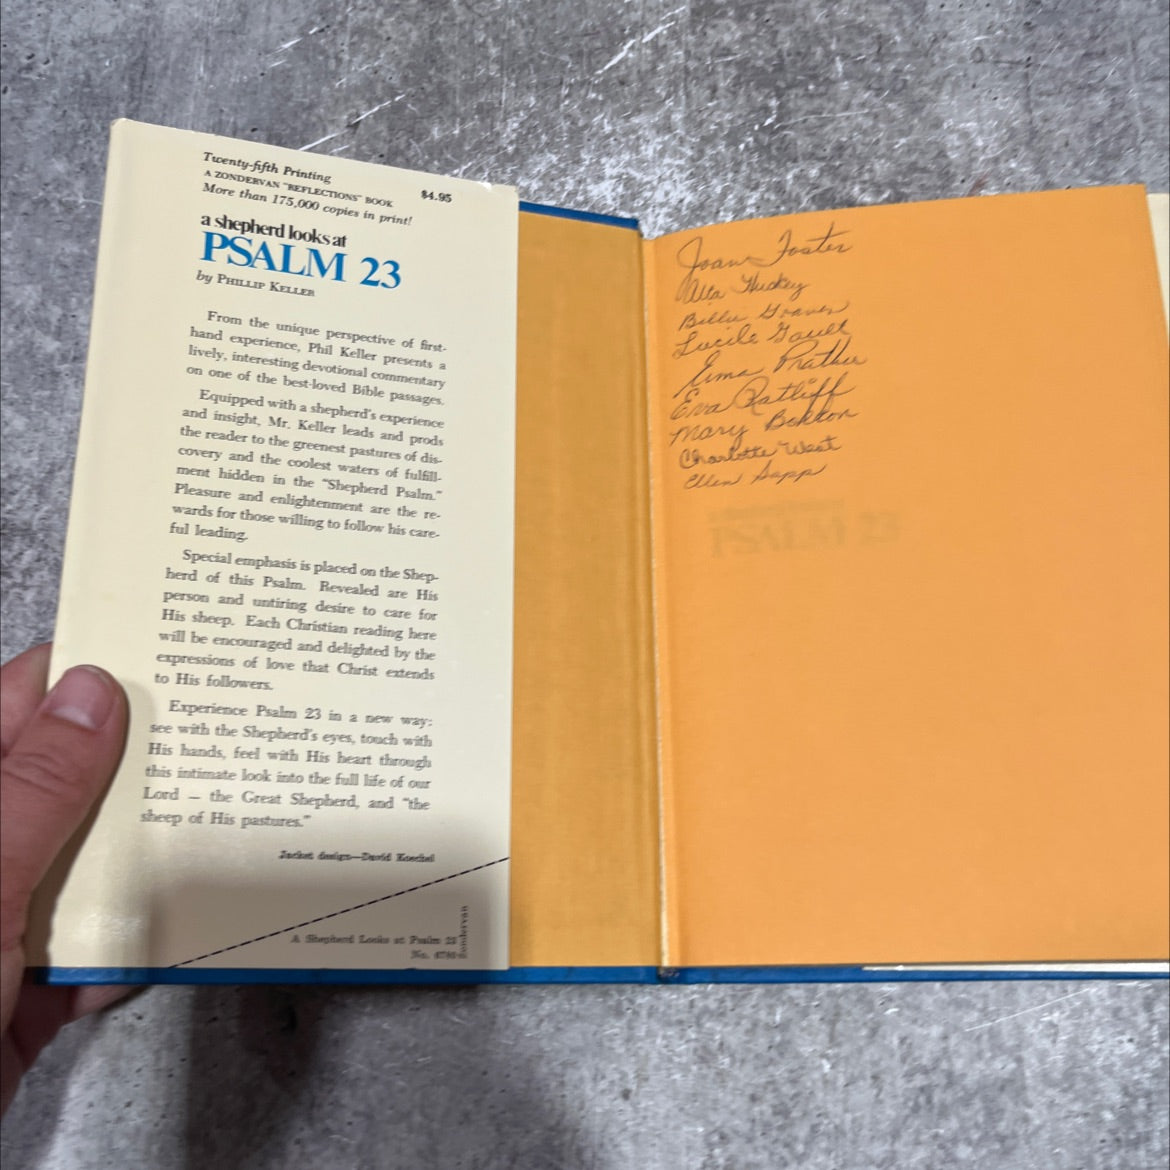 Twenty-fifth Printing
A ZONDERVAN "REFLECTIONS" BOOK $4.95
More than 175,000 copies in print!
a shepherd looks at
PSALM 23
by PHILLIP KELLER
From the unique perspective of first-
hand experience, Phil Keller presents a
lively, interesting devotional commentary
on one of the best-loved Bible passages.
Equipped with a shepherd's experience
and insight, Mr. Keller leads and prods
the reader to the greenest pastures of dis-
covery and the coolest waters of fulfill-
ment hidden in the "Shepherd Psalm."
Pleasure and enlightenment are the re-
wards for those willing to follow his care-
ful leading.
Special emphasis is placed on the Shep-
herd of this Psalm. Revealed are His
person and untiring desire to care for
His sheep. Each Christian reading here
will be encouraged and delighted by the
expressions of love that Christ extends
to His followers.
Experience Psalm 23 in a new way:
see with the Shepherd's eyes, touch with
His hands, feel with His heart through
this intimate look into the full life of our
Lord — the Great Shepherd, and "the
sheep of His pastures."
Jacket design—David Koechel
A Shepherd Looks at Psalm 23
No.
Zondervan
Joan Foster
Alta Huckey
Billie Graves
Lucile Gault
Prather
Eva Ratliff
Mary
Charlotte West
Ellen Sapp
PSALM 23